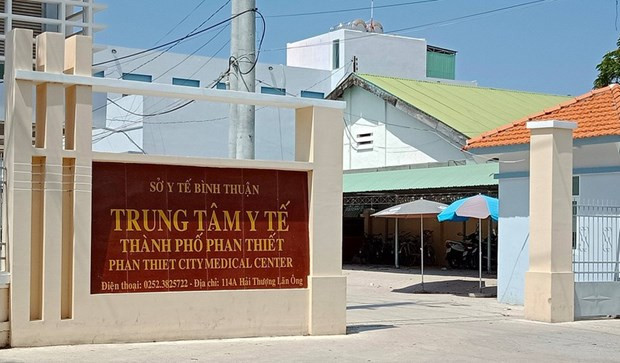 SỞ Y TẾ BÌNH THUẬN
TRUNG TÂM Y TẾ
THÀNH PHỐ PHAN THIẾT
PHAN THIET CITY MEDICAL CENTER
Điện thoại: 0252.3825722 - Địa chỉ: 114A Hải Thượng Lãn Ông